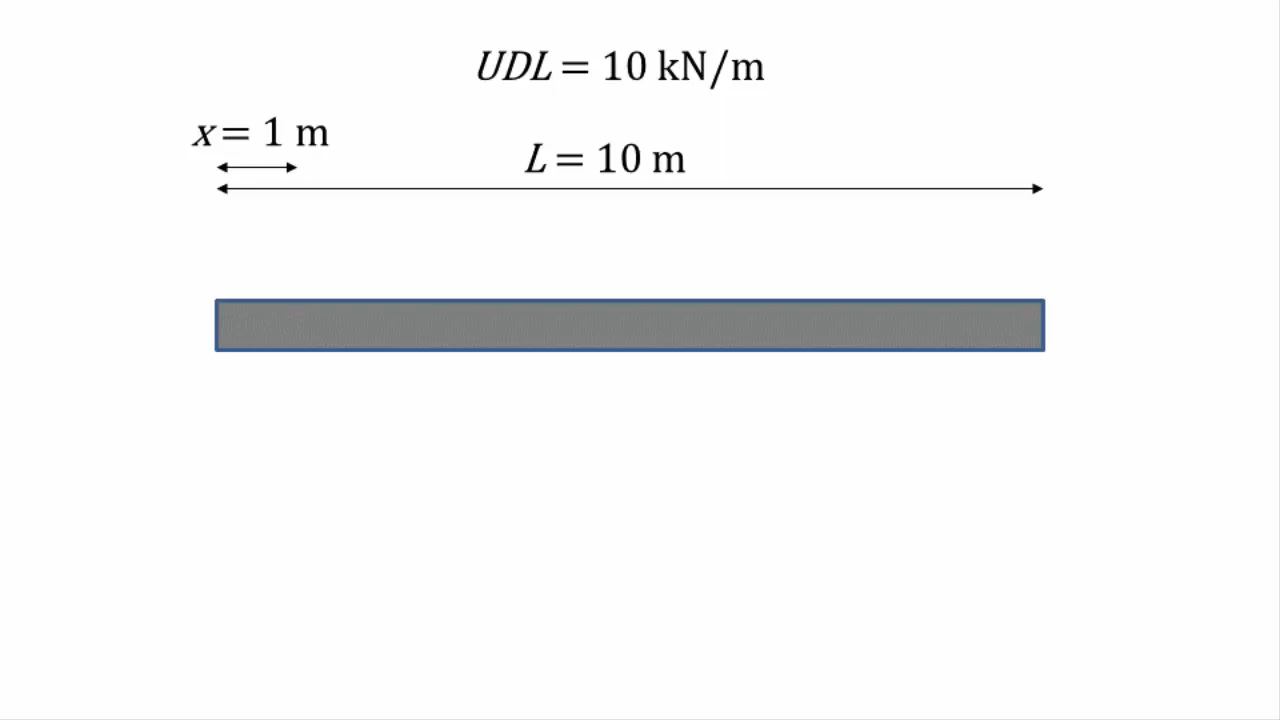 UDL = 10 kN/m
x = 1 m
L = 10 m